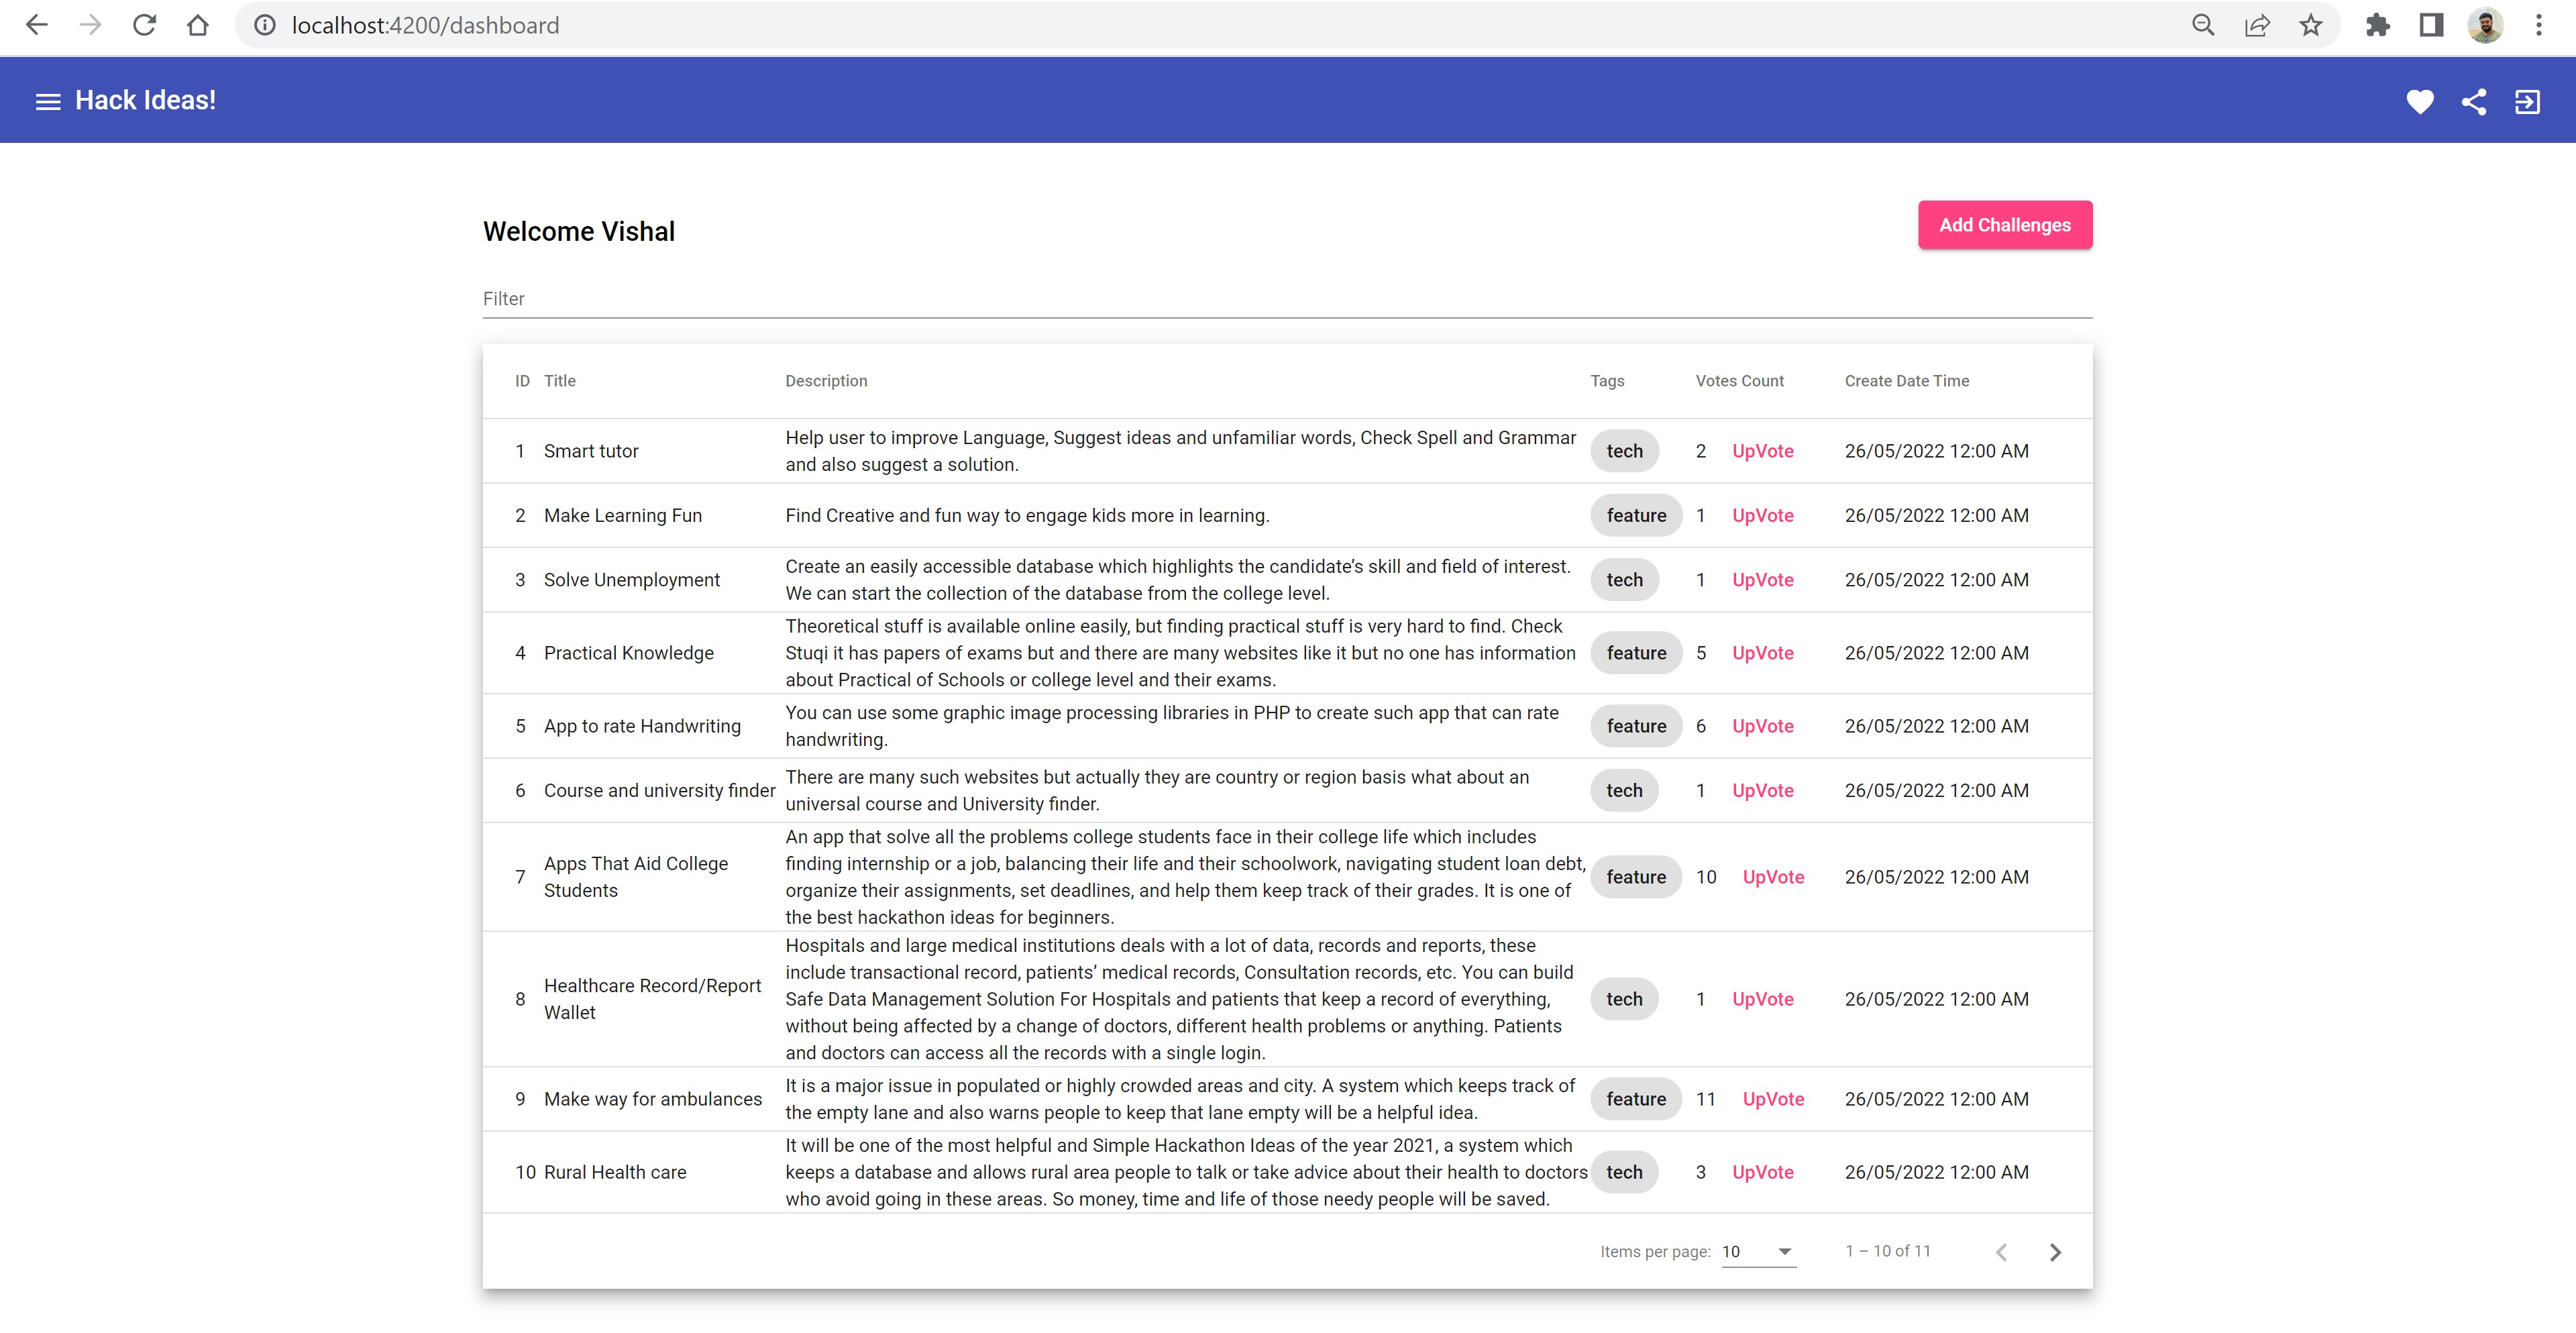 localhost:4200/dashboard
Hack Ideas!
Welcome Vishal
Add Challenges
Filter
ID Title Description Tags Votes Count Create Date Time
1 Smart tutor Help user to improve Language, Suggest ideas and unfamiliar words, Check Spell and Grammar
and also suggest a solution. tech 2 UpVote 26/05/2022 12:00 AM
2 Make Learning Fun Find Creative and fun way to engage kids more in learning. feature 1 UpVote 26/05/2022 12:00 AM
3 Solve Unemployment Create an easily accessible database which highlights the candidate’s skill and field of interest.
We can start the collection of the database from the college level. tech 1 UpVote 26/05/2022 12:00 AM
4 Practical Knowledge Theoretical stuff is available online easily, but finding practical stuff is very hard to find. Check
Stuqi it has papers of exams but and there are many websites like it but no one has information
about Practical of Schools or college level and their exams. feature 5 UpVote 26/05/2022 12:00 AM
5 App to rate Handwriting You can use some graphic image processing libraries in PHP to create such app that can rate
handwriting. feature 6 UpVote 26/05/2022 12:00 AM
6 Course and university finder There are many such websites but actually they are country or region basis what about an
universal course and University finder. tech 1 UpVote 26/05/2022 12:00 AM
7 Apps That Aid College
Students An app that solve all the problems college students face in their college life which includes
finding internship or a job, balancing their life and their schoolwork, navigating student loan debt,
organize their assignments, set deadlines, and help them keep track of their grades. It is one of
the best hackathon ideas for beginners. feature 10 UpVote 26/05/2022 12:00 AM
8 Healthcare Record/Report
Wallet Hospitals and large medical institutions deals with a lot of data, records and reports, these
include transactional record, patients’ medical records, Consultation records, etc. You can build
Safe Data Management Solution For Hospitals and patients that keep a record of everything,
without being affected by a change of doctors, different health problems or anything. Patients
and doctors can access all the records with a single login. tech 1 UpVote 26/05/2022 12:00 AM
9 Make way for ambulances It is a major issue in populated or highly crowded areas and city. A system which keeps track of
the empty lane and also warns people to keep that lane empty will be a helpful idea. feature 11 UpVote 26/05/2022 12:00 AM
10 Rural Health care It will be one of the most helpful and Simple Hackathon Ideas of the year 2021, a system which
keeps a database and allows rural area people to talk or take advice about their health to doctors
who avoid going in these areas. So money, time and life of those needy people will be saved. tech 3 UpVote 26/05/2022 12:00 AM
Items per page: 10 1 – 10 of 11